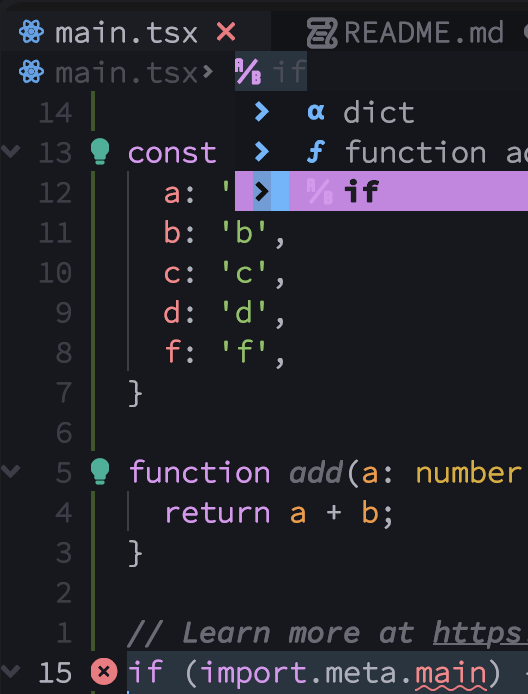 main.tsx README.md
main.tsx > A/B if
14 > α dict
13 const > f function ad
12 a: ' > A/B if
11 b: 'b',
10 c: 'c',
9 d: 'd',
8 f: 'f',
7 }
6
5 function add(a: number
4 return a + b;
3 }
2
1 // Learn more at https:
15 if (import.meta.main)